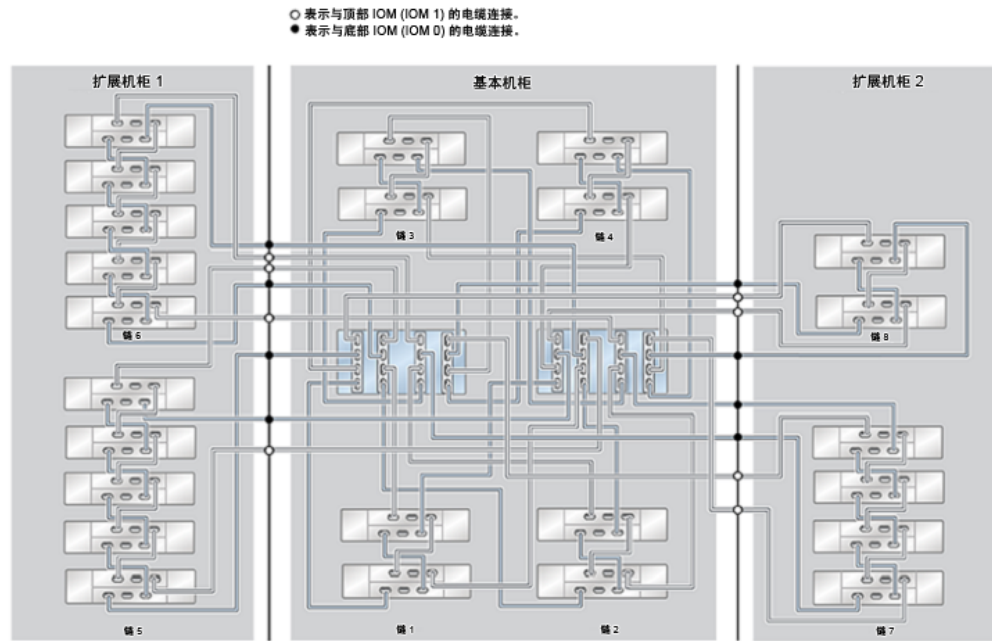 表示与顶部 IOM (IOM 1) 的电缆连接。
表示与底部 IOM (IOM 0) 的电缆连接。
扩展机柜 1
基本机柜
扩展机柜 2
链 3
链 4
链 6
链 8
链 5
链 1
链 2
链 7